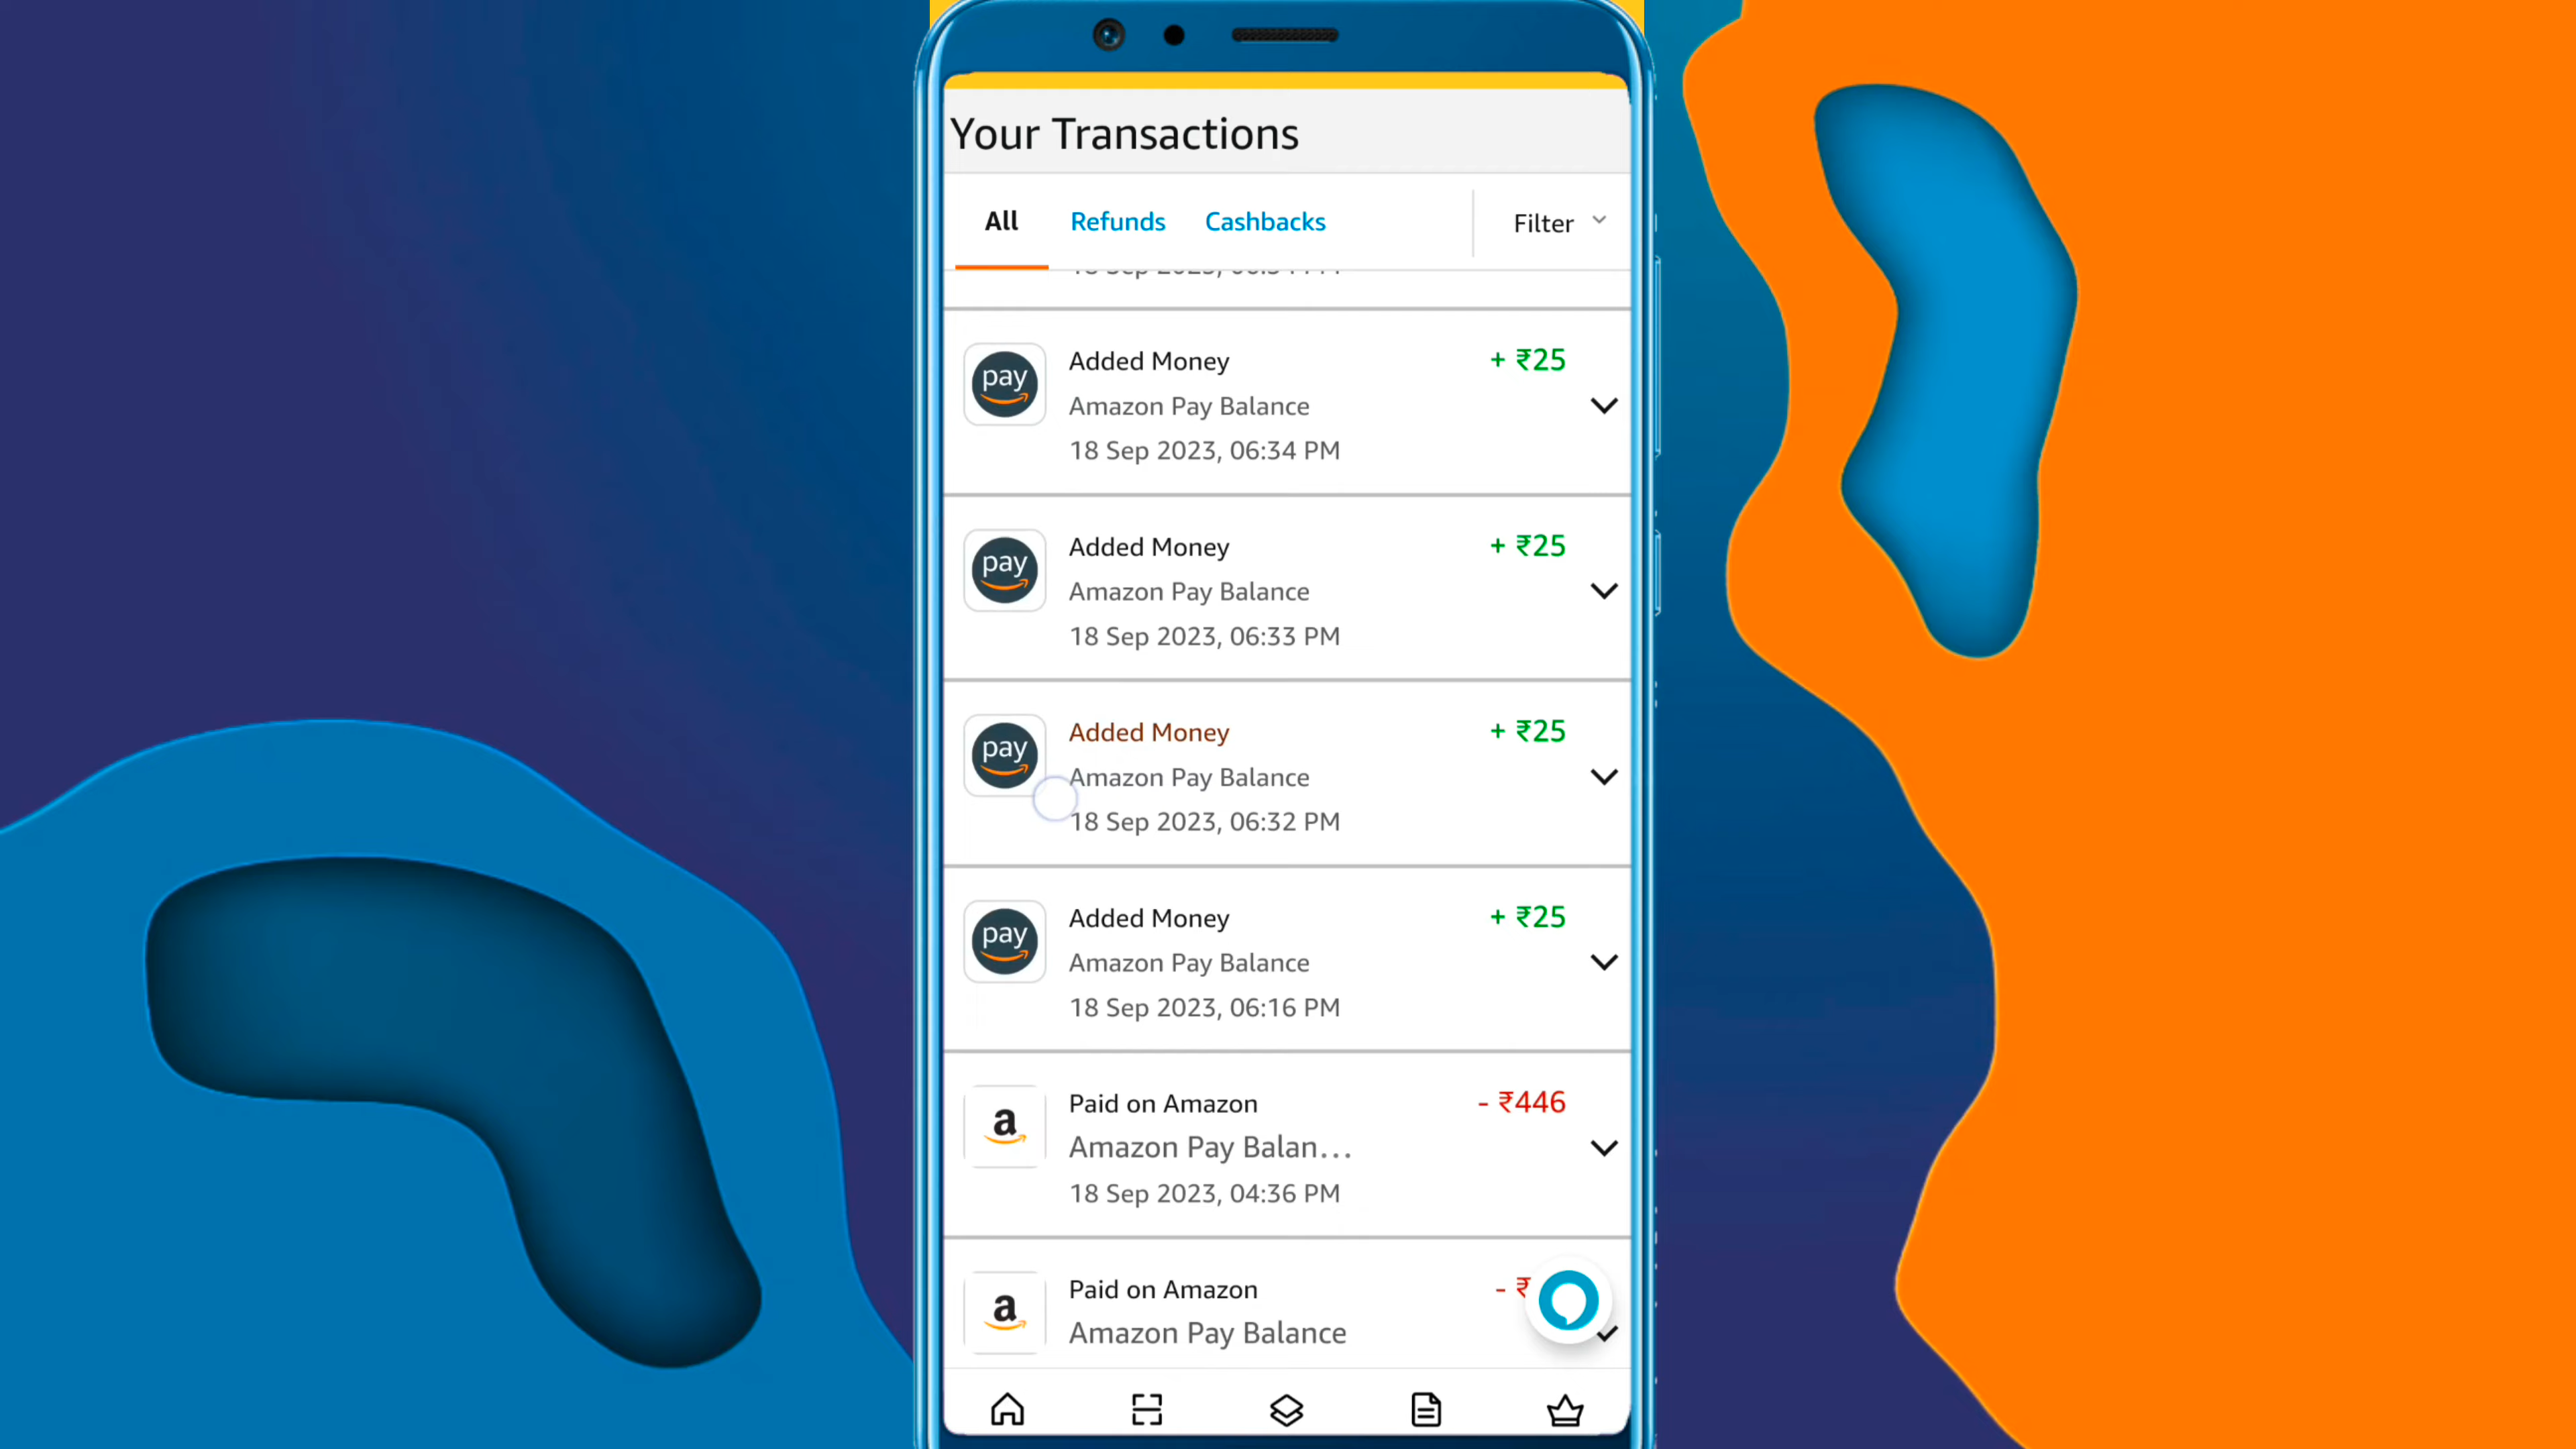 Your Transactions
All Refunds Cashbacks Filter
Added Money + ₹25
pay
Amazon Pay Balance
18 Sep 2023, 06:34 PM
Added Money + ₹25
pay
Amazon Pay Balance
18 Sep 2023, 06:33 PM
Added Money + ₹25
pay
Amazon Pay Balance
18 Sep 2023, 06:32 PM
Added Money + ₹25
pay
Amazon Pay Balance
18 Sep 2023, 06:16 PM
Paid on Amazon - ₹446
a
Amazon Pay Balan...
18 Sep 2023, 04:36 PM
Paid on Amazon - ₹
a
Amazon Pay Balance